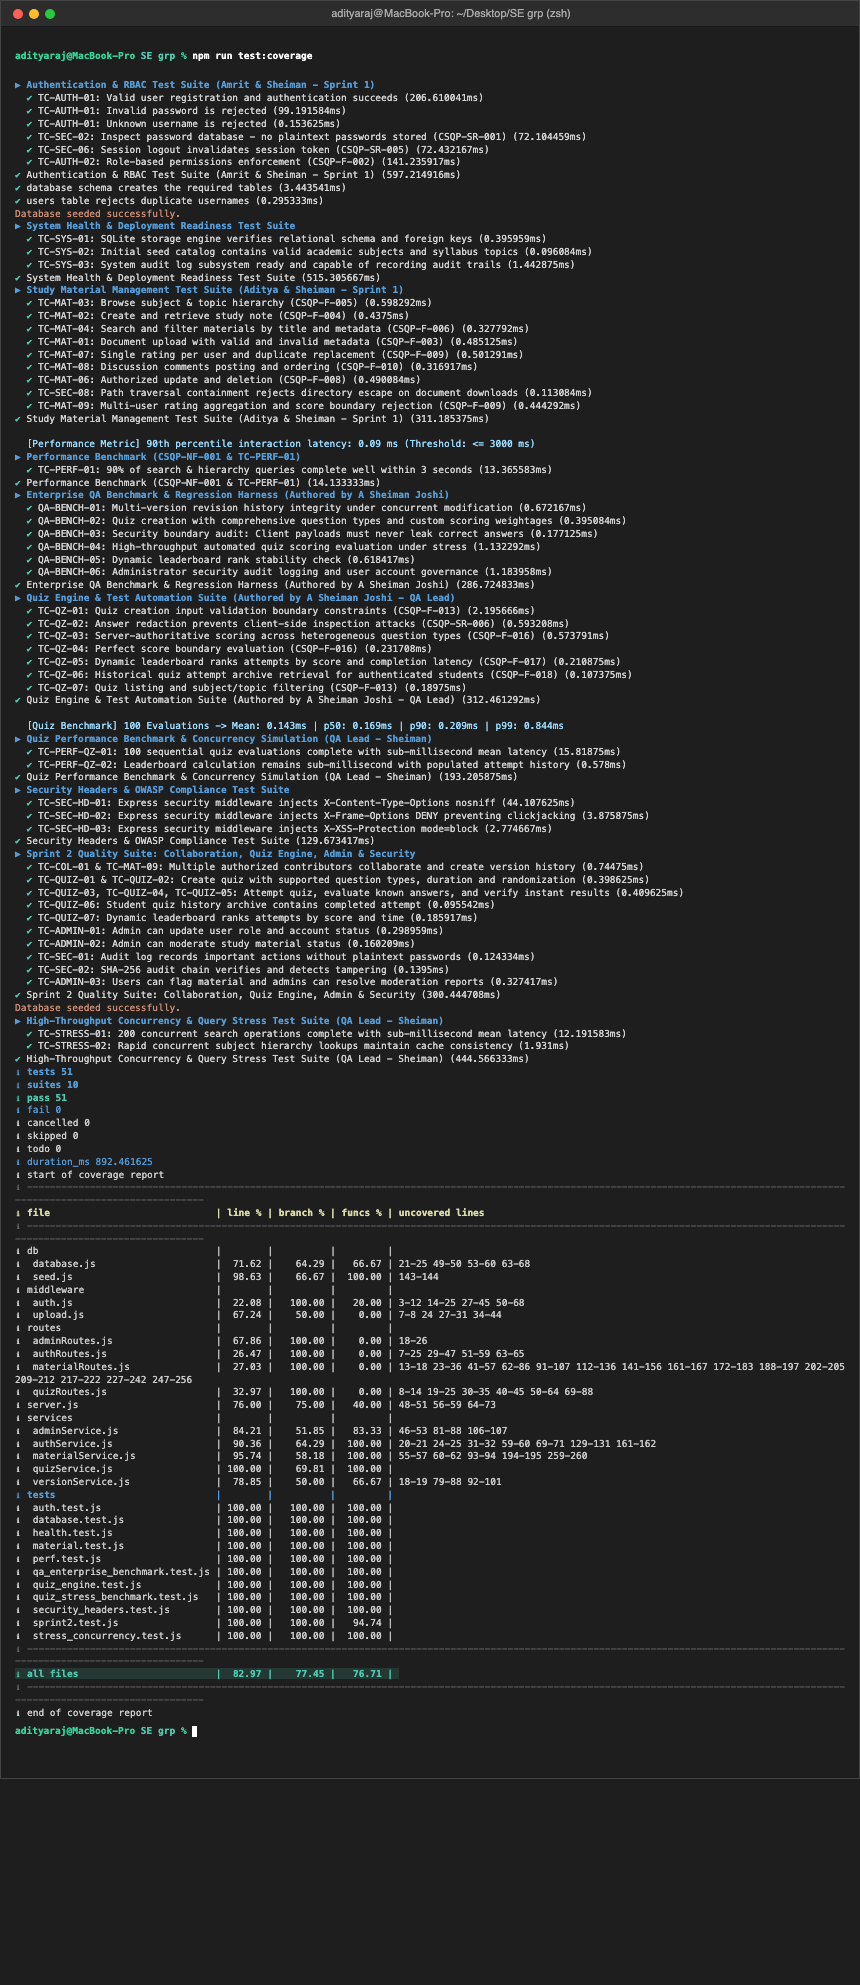 adityaraj@MacBook-Pro: ~/Desktop/SE grp (zsh)
adityaraj@MacBook-Pro SE grp % npm run test:coverage
▶ Authentication & RBAC Test Suite (Amrit & Sheiman - Sprint 1)
✔ TC-AUTH-01: Valid user registration and authentication succeeds (206.610041ms)
✔ TC-AUTH-01: Invalid password is rejected (99.191584ms)
✔ TC-AUTH-01: Unknown username is rejected (0.153625ms)
✔ TC-SEC-02: Inspect password database - no plaintext passwords stored (CSQP-SR-001) (72.104459ms)
✔ TC-SEC-06: Session logout invalidates session token (CSQP-SR-005) (72.432167ms)
✔ TC-AUTH-02: Role-based permissions enforcement (CSQP-F-002) (141.235917ms)
✔ Authentication & RBAC Test Suite (Amrit & Sheiman - Sprint 1) (597.214916ms)
✔ database schema creates the required tables (3.443541ms)
✔ users table rejects duplicate usernames (0.295333ms)
Database seeded successfully.
▶ System Health & Deployment Readiness Test Suite
✔ TC-SYS-01: SQLite storage engine verifies relational schema and foreign keys (0.395959ms)
✔ TC-SYS-02: Initial seed catalog contains valid academic subjects and syllabus topics (0.096084ms)
✔ TC-SYS-03: System audit log subsystem ready and capable of recording audit trails (1.442875ms)
✔ System Health & Deployment Readiness Test Suite (515.305667ms)
▶ Study Material Management Test Suite (Aditya & Sheiman - Sprint 1)
✔ TC-MAT-03: Browse subject & topic hierarchy (CSQP-F-005) (0.598292ms)
✔ TC-MAT-02: Create and retrieve study note (CSQP-F-004) (0.4375ms)
✔ TC-MAT-04: Search and filter materials by title and metadata (CSQP-F-006) (0.327792ms)
✔ TC-MAT-01: Document upload with valid and invalid metadata (CSQP-F-003) (0.485125ms)
✔ TC-MAT-07: Single rating per user and duplicate replacement (CSQP-F-009) (0.501291ms)
✔ TC-MAT-08: Discussion comments posting and ordering (CSQP-F-010) (0.316917ms)
✔ TC-MAT-06: Authorized update and deletion (CSQP-F-008) (0.490084ms)
✔ TC-SEC-08: Path traversal containment rejects directory escape on document downloads (0.113084ms)
✔ TC-MAT-09: Multi-user rating aggregation and score boundary rejection (CSQP-F-009) (0.444292ms)
✔ Study Material Management Test Suite (Aditya & Sheiman - Sprint 1) (311.185375ms)
[Performance Metric] 90th percentile interaction latency: 0.09 ms (Threshold: <= 3000 ms)
▶ Performance Benchmark (CSQP-NF-001 & TC-PERF-01)
✔ TC-PERF-01: 90% of search & hierarchy queries complete well within 3 seconds (13.365583ms)
✔ Performance Benchmark (CSQP-NF-001 & TC-PERF-01) (14.133333ms)
▶ Enterprise QA Benchmark & Regression Harness (Authored by A Sheiman Joshi)
✔ QA-BENCH-01: Multi-version revision history integrity under concurrent modification (0.672167ms)
✔ QA-BENCH-02: Quiz creation with comprehensive question types and custom scoring weightages (0.395084ms)
✔ QA-BENCH-03: Security boundary audit: Client payloads must never leak correct answers (0.177125ms)
✔ QA-BENCH-04: High-throughput automated quiz scoring evaluation under stress (1.132292ms)
✔ QA-BENCH-05: Dynamic leaderboard rank stability check (0.618417ms)
✔ QA-BENCH-06: Administrator security audit logging and user account governance (1.183958ms)
✔ Enterprise QA Benchmark & Regression Harness (Authored by A Sheiman Joshi) (286.724833ms)
▶ Quiz Engine & Test Automation Suite (Authored by A Sheiman Joshi - QA Lead)
✔ TC-QZ-01: Quiz creation input validation boundary constraints (CSQP-F-013) (2.195666ms)
✔ TC-QZ-02: Answer redaction prevents client-side inspection attacks (CSQP-SR-006) (0.593208ms)
✔ TC-QZ-03: Server-authoritative scoring across heterogeneous question types (CSQP-F-016) (0.573791ms)
✔ TC-QZ-04: Perfect score boundary evaluation (CSQP-F-016) (0.231708ms)
✔ TC-QZ-05: Dynamic leaderboard ranks attempts by score and completion latency (CSQP-F-017) (0.210875ms)
✔ TC-QZ-06: Historical quiz attempt archive retrieval for authenticated students (CSQP-F-018) (0.107375ms)
✔ TC-QZ-07: Quiz listing and subject/topic filtering (CSQP-F-013) (0.18975ms)
✔ Quiz Engine & Test Automation Suite (Authored by A Sheiman Joshi - QA Lead) (312.461292ms)
[Quiz Benchmark] 100 Evaluations -> Mean: 0.143ms | p50: 0.169ms | p90: 0.209ms | p99: 0.844ms
▶ Quiz Performance Benchmark & Concurrency Simulation (QA Lead - Sheiman)
✔ TC-PERF-QZ-01: 100 sequential quiz evaluations complete with sub-millisecond mean latency (15.81875ms)
✔ TC-PERF-QZ-02: Leaderboard calculation remains sub-millisecond with populated attempt history (0.578ms)
✔ Quiz Performance Benchmark & Concurrency Simulation (QA Lead - Sheiman) (193.205875ms)
▶ Security Headers & OWASP Compliance Test Suite
✔ TC-SEC-HD-01: Express security middleware injects X-Content-Type-Options nosniff (44.107625ms)
✔ TC-SEC-HD-02: Express security middleware injects X-Frame-Options DENY preventing clickjacking (3.875875ms)
✔ TC-SEC-HD-03: Express security middleware injects X-XSS-Protection mode=block (2.774667ms)
✔ Security Headers & OWASP Compliance Test Suite (129.673417ms)
▶ Sprint 2 Quality Suite: Collaboration, Quiz Engine, Admin & Security
✔ TC-COL-01 & TC-MAT-09: Multiple authorized contributors collaborate and create version history (0.74475ms)
✔ TC-QUIZ-01 & TC-QUIZ-02: Create quiz with supported question types, duration and randomization (0.398625ms)
✔ TC-QUIZ-03, TC-QUIZ-04, TC-QUIZ-05: Attempt quiz, evaluate known answers, and verify instant results (0.409625ms)
✔ TC-QUIZ-06: Student quiz history archive contains completed attempt (0.095542ms)
✔ TC-QUIZ-07: Dynamic leaderboard ranks attempts by score and time (0.185917ms)
✔ TC-ADMIN-01: Admin can update user role and account status (0.298959ms)
✔ TC-ADMIN-02: Admin can moderate study material status (0.160209ms)
✔ TC-SEC-01: Audit log records important actions without plaintext passwords (0.124334ms)
✔ TC-SEC-02: SHA-256 audit chain verifies and detects tampering (0.1395ms)
✔ TC-ADMIN-03: Users can flag material and admins can resolve moderation reports (0.327417ms)
✔ Sprint 2 Quality Suite: Collaboration, Quiz Engine, Admin & Security (300.444708ms)
Database seeded successfully.
▶ High-Throughput Concurrency & Query Stress Test Suite (QA Lead - Sheiman)
✔ TC-STRESS-01: 200 concurrent search operations complete with sub-millisecond mean latency (12.191583ms)
✔ TC-STRESS-02: Rapid concurrent subject hierarchy lookups maintain cache consistency (1.931ms)
✔ High-Throughput Concurrency & Query Stress Test Suite (QA Lead - Sheiman) (444.566333ms)
ℹ tests 51
ℹ suites 10
ℹ pass 51
ℹ fail 0
ℹ cancelled 0
ℹ skipped 0
ℹ todo 0
ℹ duration_ms 892.461625
ℹ start of coverage report
ℹ file | line % | branch % | funcs % | uncovered lines
ℹ db | | | |
ℹ database.js | 71.62 | 64.29 | 66.67 | 21-25 49-50 53-60 63-68
ℹ seed.js | 98.63 | 66.67 | 100.00 | 143-144
ℹ middleware | | | |
ℹ auth.js | 22.08 | 100.00 | 20.00 | 3-12 14-25 27-45 50-68
ℹ upload.js | 67.24 | 50.00 | 0.00 | 7-8 24 27-31 34-44
ℹ routes | | | |
ℹ adminRoutes.js | 67.86 | 100.00 | 0.00 | 18-26
ℹ authRoutes.js | 26.47 | 100.00 | 0.00 | 7-25 29-47 51-59 63-65
ℹ materialRoutes.js | 27.03 | 100.00 | 0.00 | 13-18 23-36 41-57 62-86 91-107 112-136 141-156 161-167 172-183 188-197 202-205
209-212 217-222 227-242 247-256
ℹ quizRoutes.js | 32.97 | 100.00 | 0.00 | 8-14 19-25 30-35 40-45 50-64 69-88
ℹ server.js | 76.00 | 75.00 | 40.00 | 48-51 56-59 64-73
ℹ services | | | |
ℹ adminService.js | 84.21 | 51.85 | 83.33 | 46-53 81-88 106-107
ℹ authService.js | 90.36 | 64.29 | 100.00 | 20-21 24-25 31-32 59-60 69-71 129-131 161-162
ℹ materialService.js | 95.74 | 58.18 | 100.00 | 55-57 60-62 93-94 194-195 259-260
ℹ quizService.js | 100.00 | 69.81 | 100.00 |
ℹ versionService.js | 78.85 | 50.00 | 66.67 | 18-19 79-88 92-101
ℹ tests | | | |
ℹ auth.test.js | 100.00 | 100.00 | 100.00 |
ℹ database.test.js | 100.00 | 100.00 | 100.00 |
ℹ health.test.js | 100.00 | 100.00 | 100.00 |
ℹ material.test.js | 100.00 | 100.00 | 100.00 |
ℹ perf.test.js | 100.00 | 100.00 | 100.00 |
ℹ qa_enterprise_benchmark.test.js | 100.00 | 100.00 | 100.00 |
ℹ quiz_engine.test.js | 100.00 | 100.00 | 100.00 |
ℹ quiz_stress_benchmark.test.js | 100.00 | 100.00 | 100.00 |
ℹ security_headers.test.js | 100.00 | 100.00 | 100.00 |
ℹ sprint2.test.js | 100.00 | 100.00 | 94.74 |
ℹ stress_concurrency.test.js | 100.00 | 100.00 | 100.00 |
ℹ all files | 82.97 | 77.45 | 76.71 |
ℹ end of coverage report
adityaraj@MacBook-Pro SE grp %